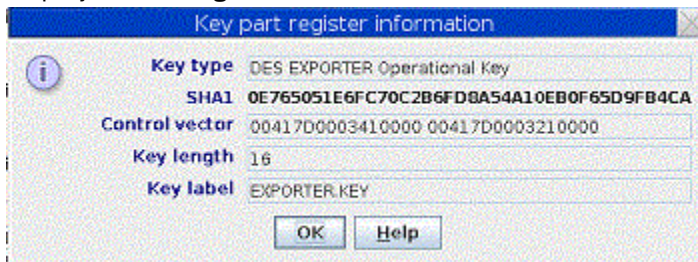 Key part register information
Key type DES EXPORTER Operational Key
SHA1 0E765051E6FC70C2B6FD8A54A10EB0F65D9FB4CA
Control vector 00417D0003410000 00417D0003210000
Key length 16
Key label EXPORTER.KEY
OK Help